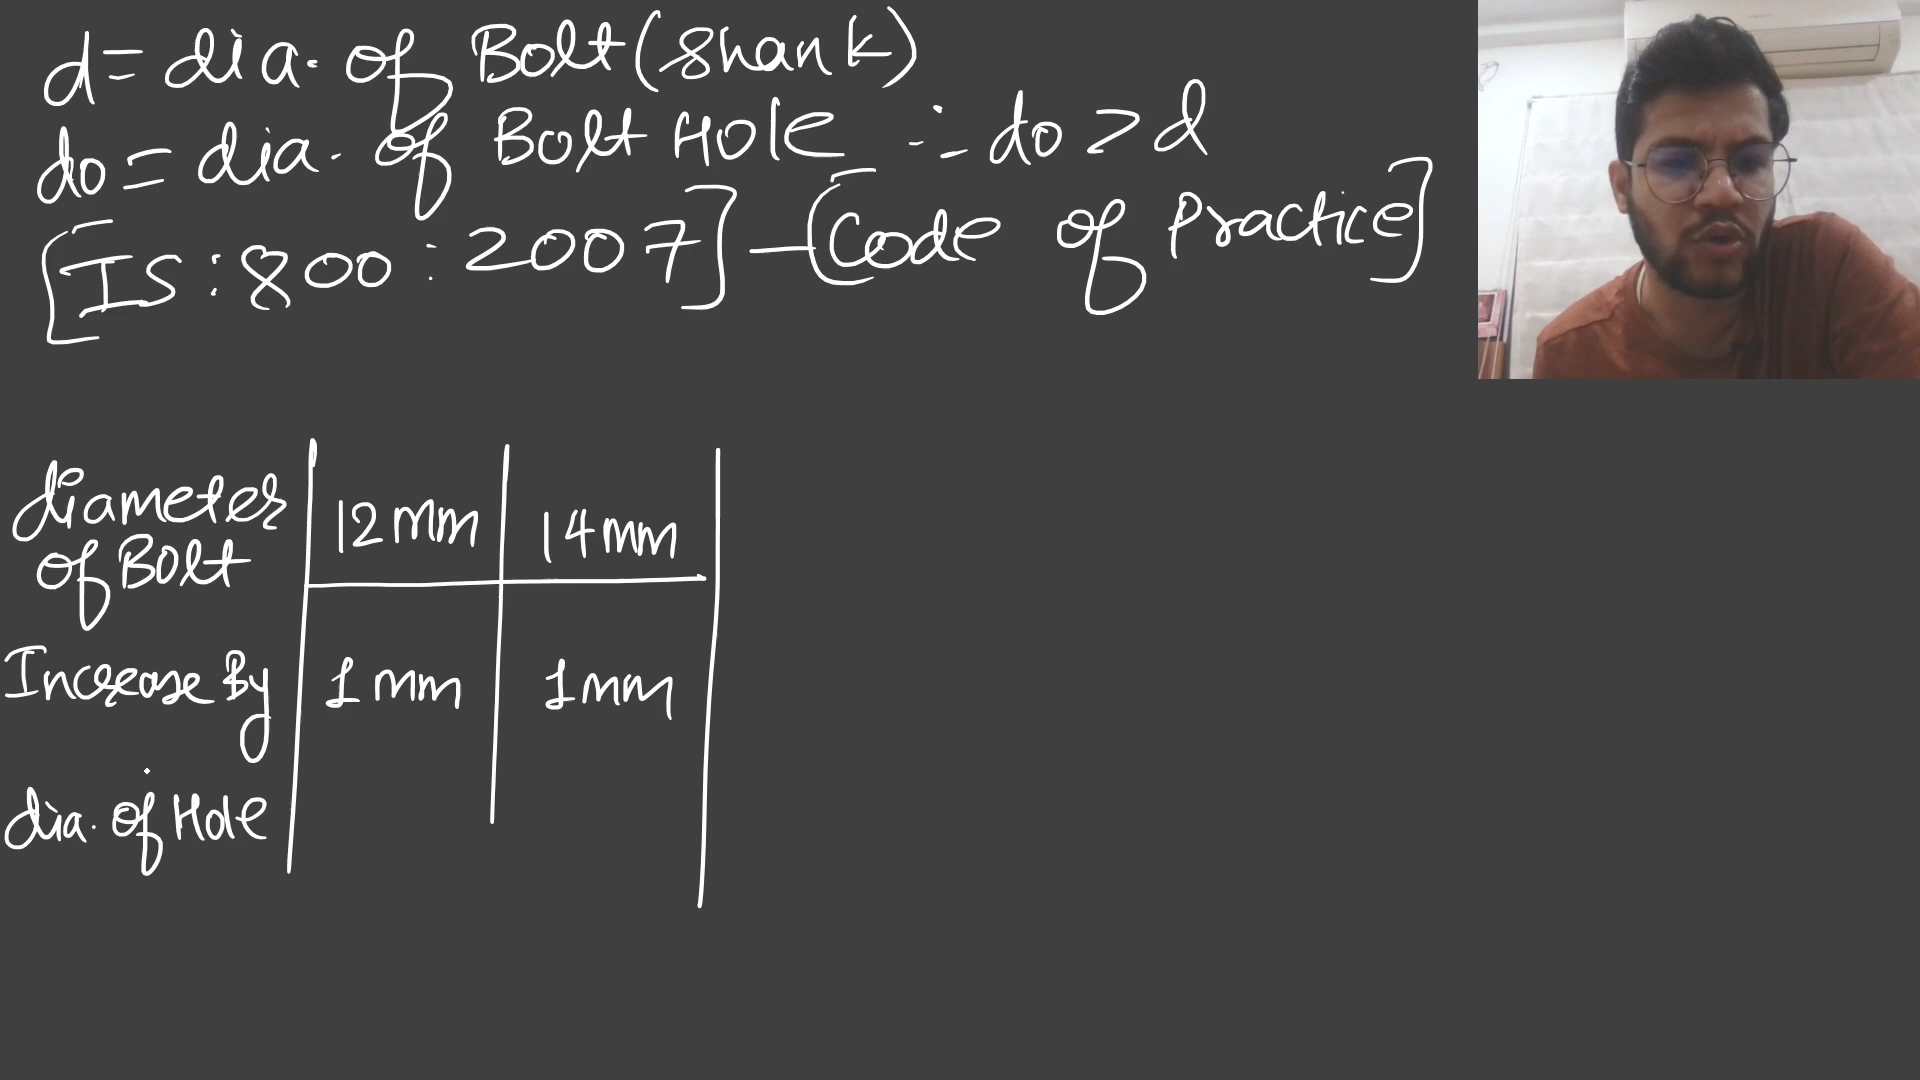 d = dia. of Bolt (Shank)
do = dia. of Bolt Hole ∴ do > d
[IS : 800 : 2007] - [Code of Practice]
diameter of Bolt | 12 mm | 14 mm
Increase By | 1 mm | 1 mm
dia. of Hole